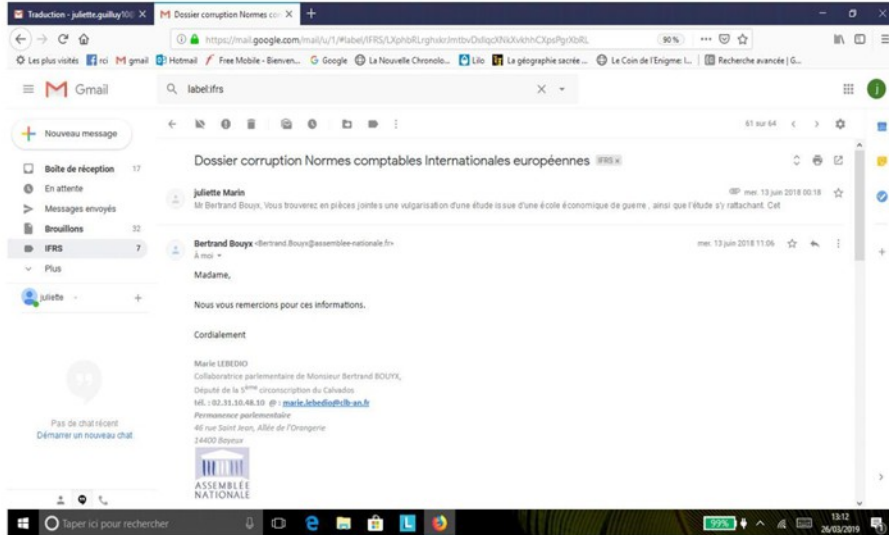 Traduction - juliette.guilluy10@ X
Dossier corruption Normes co X
https://mail.google.com/mail/u/1/#label/IFRS/
90 %
Les plus visités rci gmail Hotmail Free Mobile - Bienven... Google La Nouvelle Chronolo... Lilo La géographie sacrée ... Le Coin de l'Enigme: I... Recherche avancée | G...
Gmail
label:ifrs
j
Nouveau message
61 sur 64
Boîte de réception 17
En attente
Messages envoyés
Brouillons 32
IFRS 7
Plus
juliette
Pas de chat récent
Démarrer un nouveau chat
Dossier corruption Normes comptables Internationales européennes IFRS x
juliette Marin
mer. 13 juin 2018 00:18
Mr Bertrand Bouyx, Vous trouverez en pièces jointes une vulgarisation d'une étude issue d'une école économique de guerre , ainsi que l'étude s'y rattachant. Cet
Bertrand Bouyx <Bertrand.Bouyx@assemblee-nationale.fr>
mer. 13 juin 2018 11:06
À moi
Madame,
Nous vous remercions pour ces informations.
Cordialement
Marie LEBEDIO
Collaboratrice parlementaire de Monsieur Bertrand BOUYX,
Député de la 5ème circonscription du Calvados
tél. : 02.31.10.48.10 @ : marie.lebedio@clb-an.fr
Permanence parlementaire
46 rue Saint Jean, Allée de l'Orangerie
14400 Bayeux
ASSEMBLÉE
NATIONALE
Taper ici pour rechercher
99%
13:12
26/03/2019